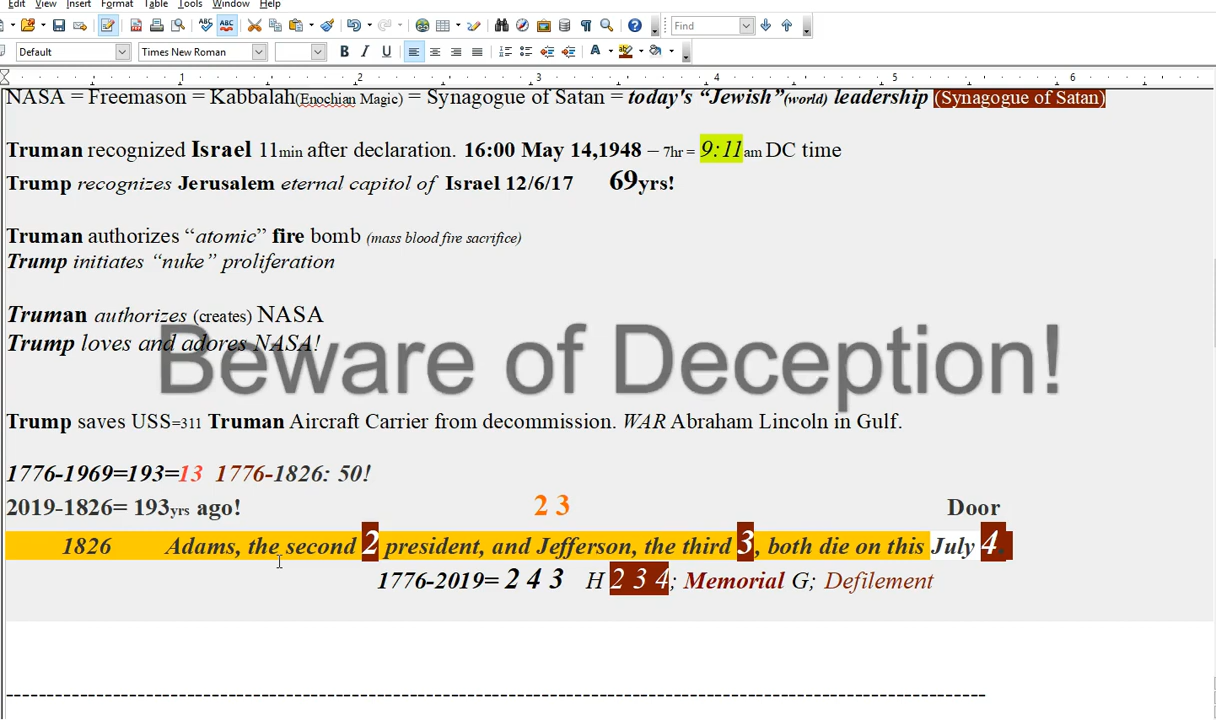 Edit View Insert Format Table Tools Window Help
Find
Default Times New Roman B I U A
1 2 3 4 5 6
NASA = Freemason = Kabbalah(Enochian Magic) = Synagogue of Satan = today's “Jewish”(world) leadership (Synagogue of Satan)
Truman recognized Israel 11min after declaration. 16:00 May 14,1948 – 7hr = 9:11am DC time
Trump recognizes Jerusalem eternal capitol of Israel 12/6/17 69yrs!
Truman authorizes “atomic” fire bomb (mass blood fire sacrifice)
Trump initiates “nuke” proliferation
Truman authorizes (creates) NASA
Trump loves and adores NASA!
Beware of Deception!
Trump saves USS=311 Truman Aircraft Carrier from decommission. WAR Abraham Lincoln in Gulf.
1776-1969=193=13 1776-1826: 50!
2019-1826= 193yrs ago! 2 3 Door
1826 Adams, the second 2 president, and Jefferson, the third 3, both die on this July 4.
1776-2019= 2 4 3 H 2 3 4; Memorial G; Defilement
--------------------------------------------------------------------------------------------------